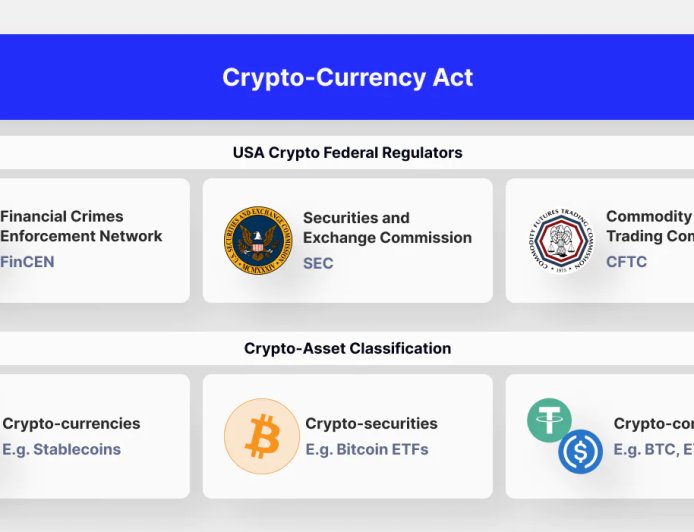 Crypto-Currency Act
USA Crypto Federal Regulators
Financial Crimes
Enforcement Network
FinCEN
U.S. SECURITIES AND EXCHANGE COMMISSION
MCMXXXIV
Securities and
Exchange Commission
SEC
COMMODITY FUTURES TRADING COMMISSION
1975
Commodity
Trading Com
CFTC
Crypto-Asset Classification
Crypto-currencies
E.g. Stablecoins
Crypto-securities
E.g. Bitcoin ETFs
Crypto-con
E.g. BTC, E